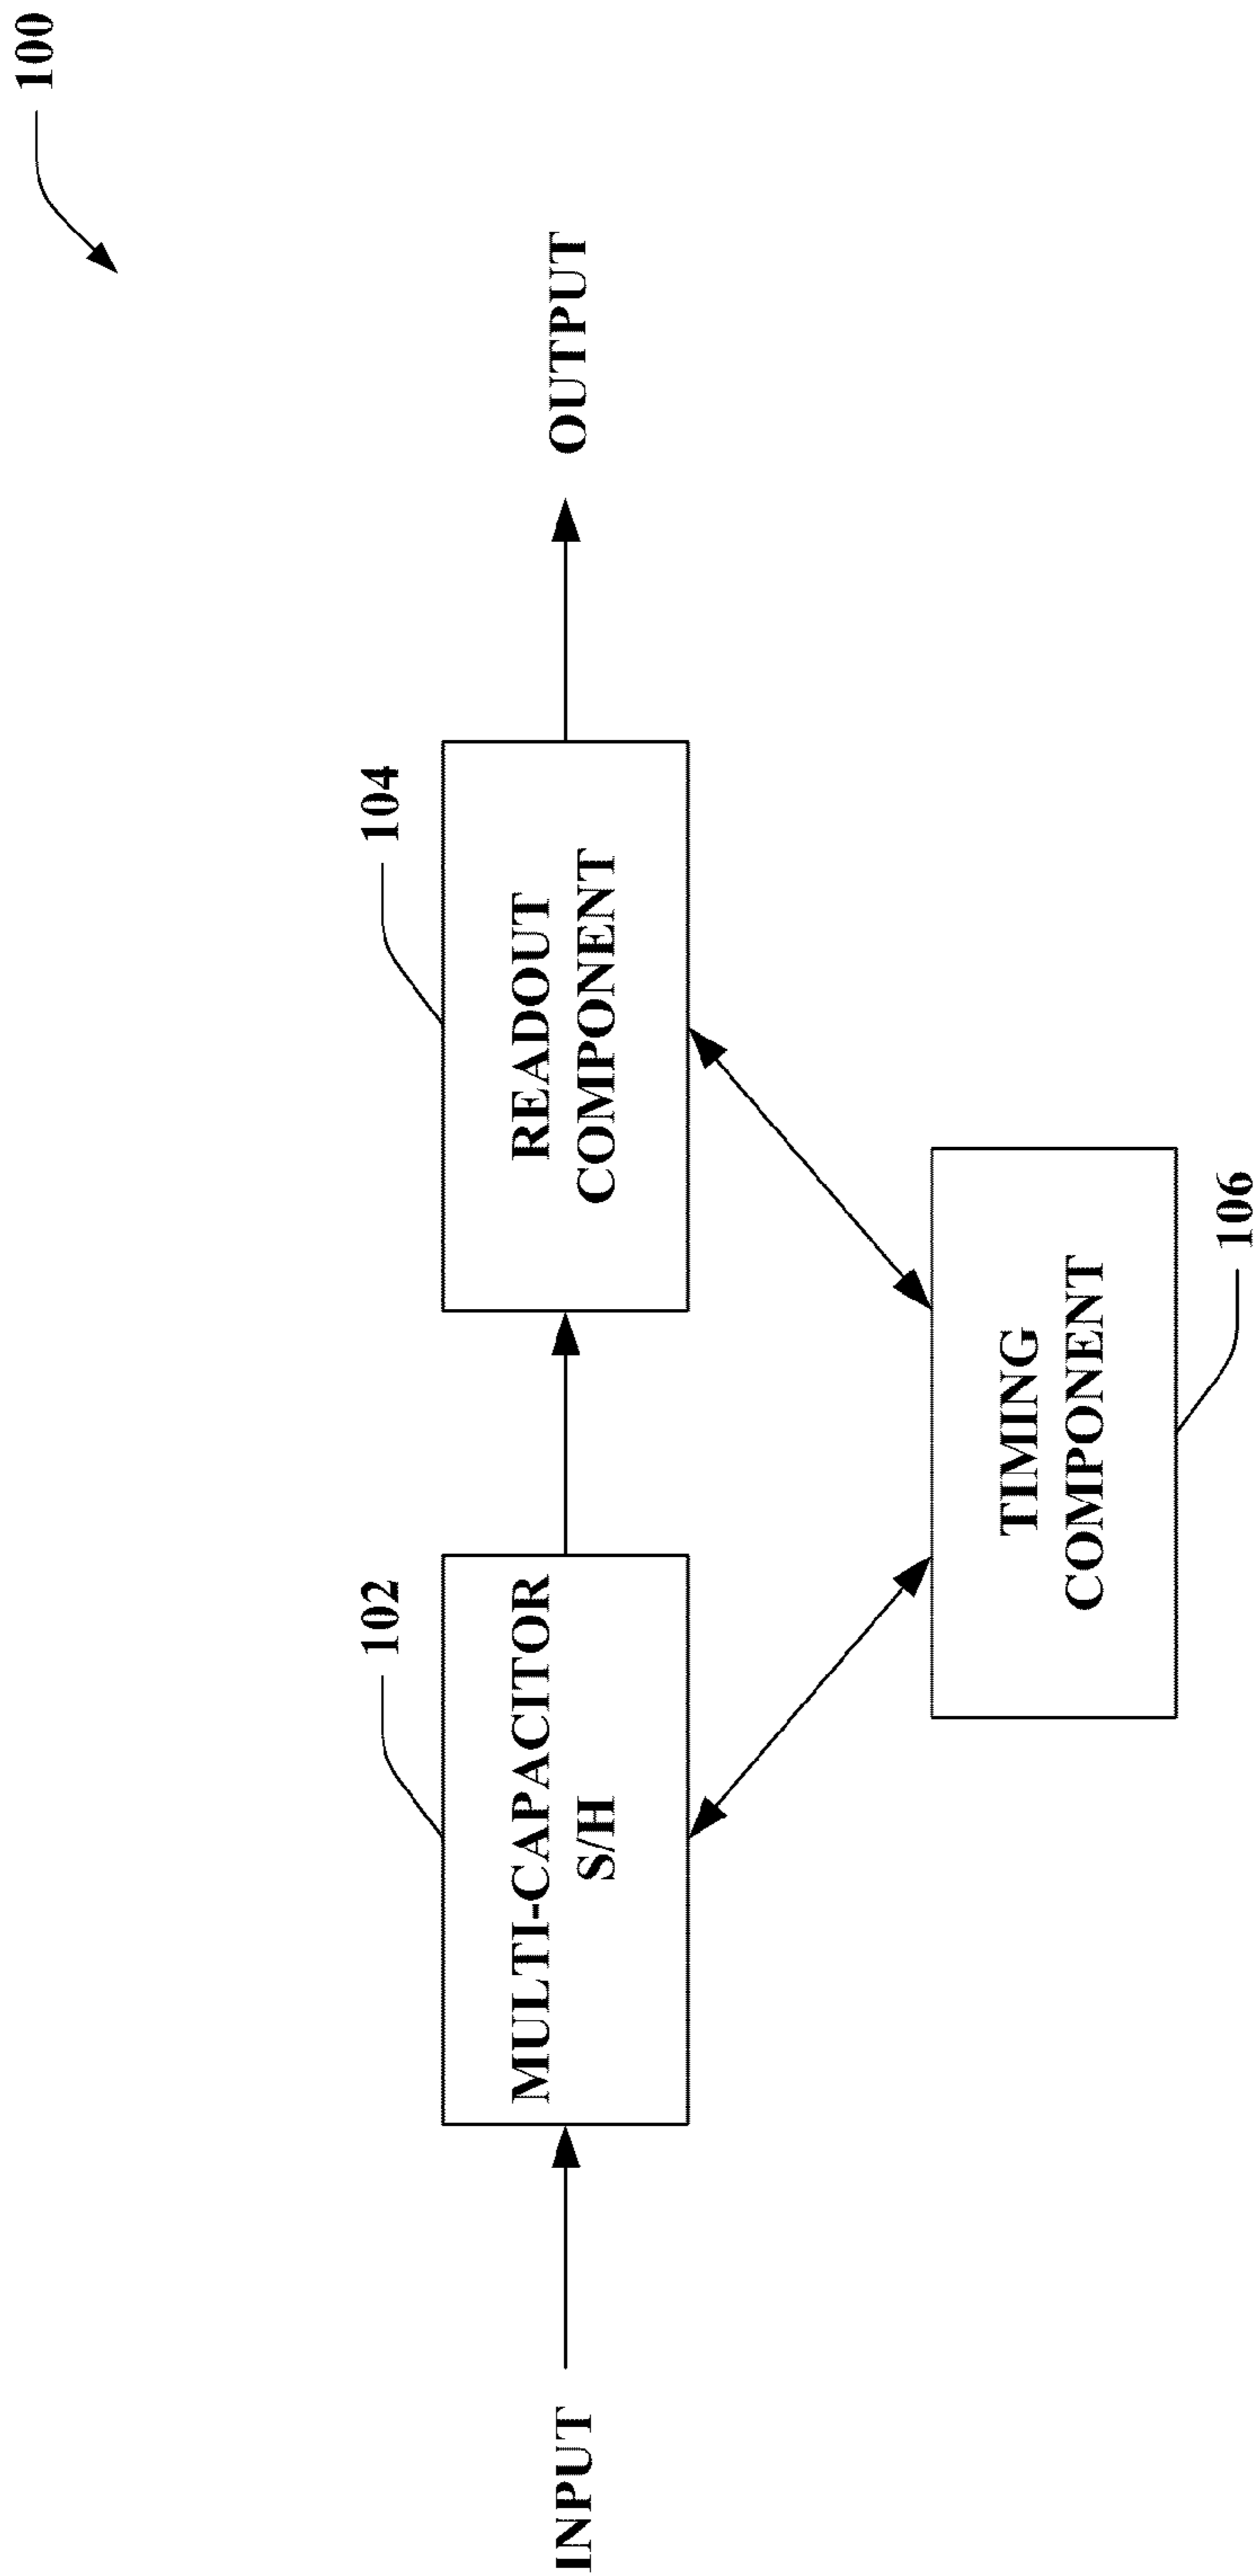 100
102
104
INPUT
MULTI-CAPACITOR
S/H
READOUT
COMPONENT
OUTPUT
TIMING
COMPONENT
106